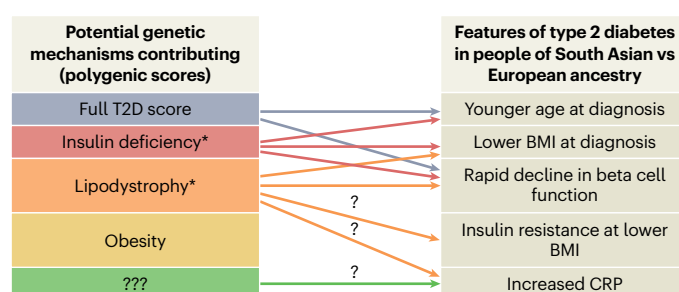 Potential genetic
mechanisms contributing
(polygenic scores)
Features of type 2 diabetes
in people of South Asian vs
European ancestry
Full T2D score
Insulin deficiency*
Lipodystrophy*
Obesity
???
?
?
?
Younger age at diagnosis
Lower BMI at diagnosis
Rapid decline in beta cell
function
Insulin resistance at lower
BMI
Increased CRP